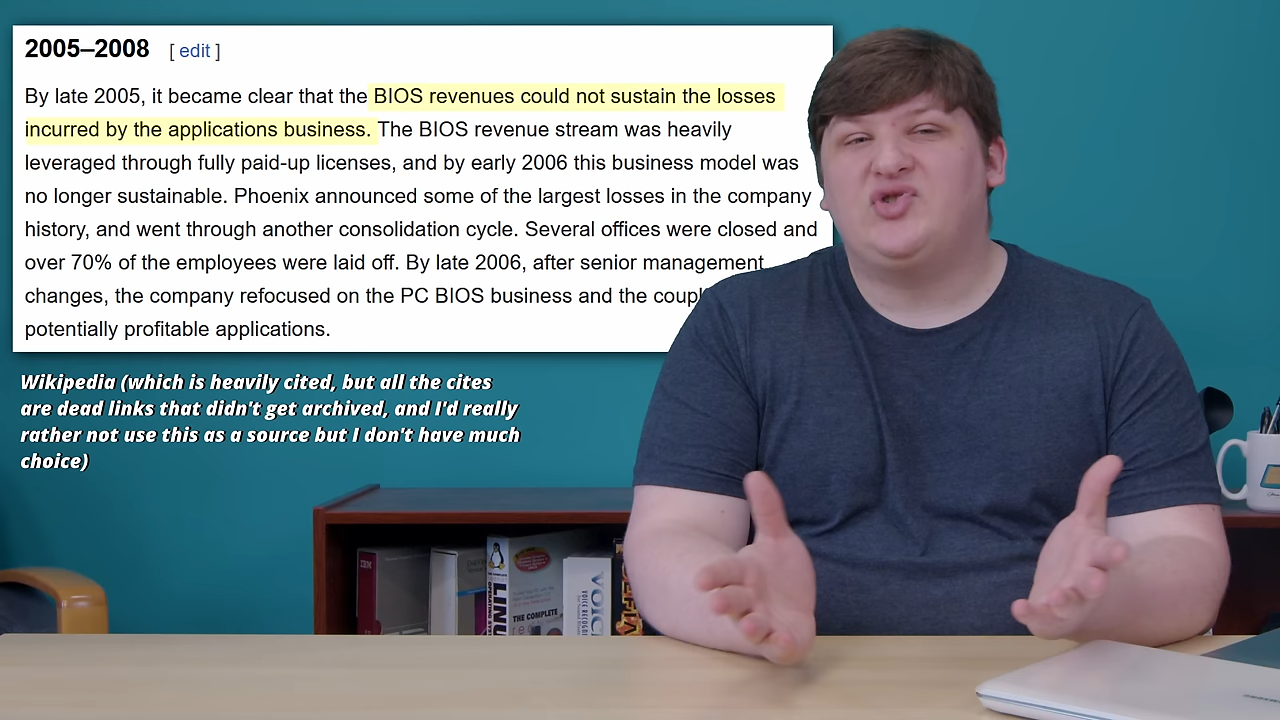 2005–2008 [ edit ]
By late 2005, it became clear that the BIOS revenues could not sustain the losses
incurred by the applications business. The BIOS revenue stream was heavily
leveraged through fully paid-up licenses, and by early 2006 this business model was
no longer sustainable. Phoenix announced some of the largest losses in the company
history, and went through another consolidation cycle. Several offices were closed and
over 70% of the employees were laid off. By late 2006, after senior management
changes, the company refocused on the PC BIOS business and the
potentially profitable applications.
Wikipedia (which is heavily cited, but all the cites
are dead links that didn't get archived, and I'd really
rather not use this as a source but I don't have much
choice)
IBM
LINU
THE COMPLETE
VOIC